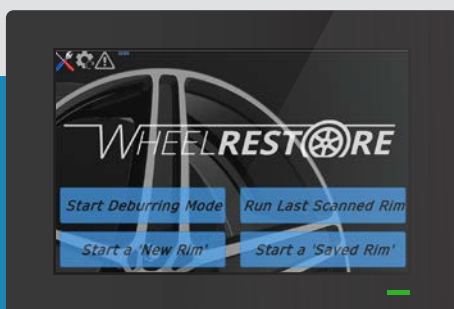 WHEELRESTORE
Start Deburring Mode
Run Last Scanned Rim
Start a 'New Rim'
Start a 'Saved Rim'